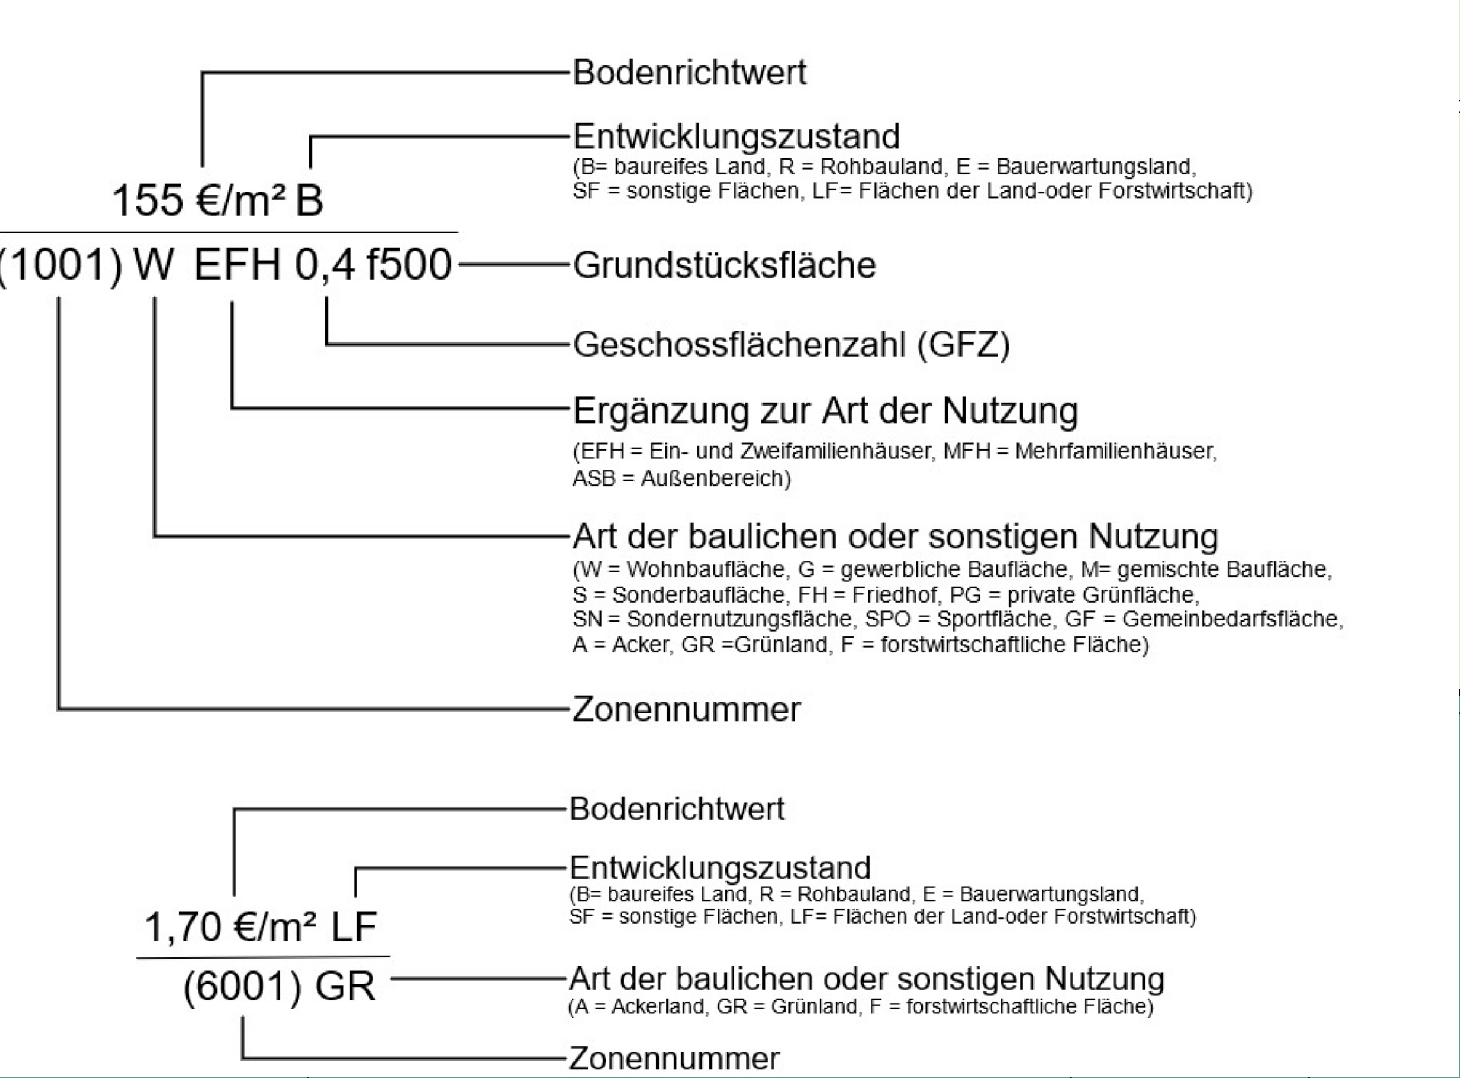 Bodenrichtwert
Entwicklungszustand
(B= baureifes Land, R = Rohbauland, E = Bauerwartungsland,
SF = sonstige Flächen, LF= Flächen der Land-oder Forstwirtschaft)
155 €/m² B
(1001) W EFH 0,4 f500
Grundstücksfläche
Geschossflächenzahl (GFZ)
Ergänzung zur Art der Nutzung
(EFH = Ein- und Zweifamilienhäuser, MFH = Mehrfamilienhäuser,
ASB = Außenbereich)
Art der baulichen oder sonstigen Nutzung
(W = Wohnbaufläche, G = gewerbliche Baufläche, M= gemischte Baufläche,
S = Sonderbaufläche, FH = Friedhof, PG = private Grünfläche,
SN = Sondernutzungsfläche, SPO = Sportfläche, GF = Gemeinbedarfsfläche,
A = Acker, GR =Grünland, F = forstwirtschaftliche Fläche)
Zonennummer
Bodenrichtwert
Entwicklungszustand
(B= baureifes Land, R = Rohbauland, E = Bauerwartungsland,
SF = sonstige Flächen, LF= Flächen der Land-oder Forstwirtschaft)
1,70 €/m² LF
(6001) GR
Art der baulichen oder sonstigen Nutzung
(A = Ackerland, GR = Grünland, F = forstwirtschaftliche Fläche)
Zonennummer